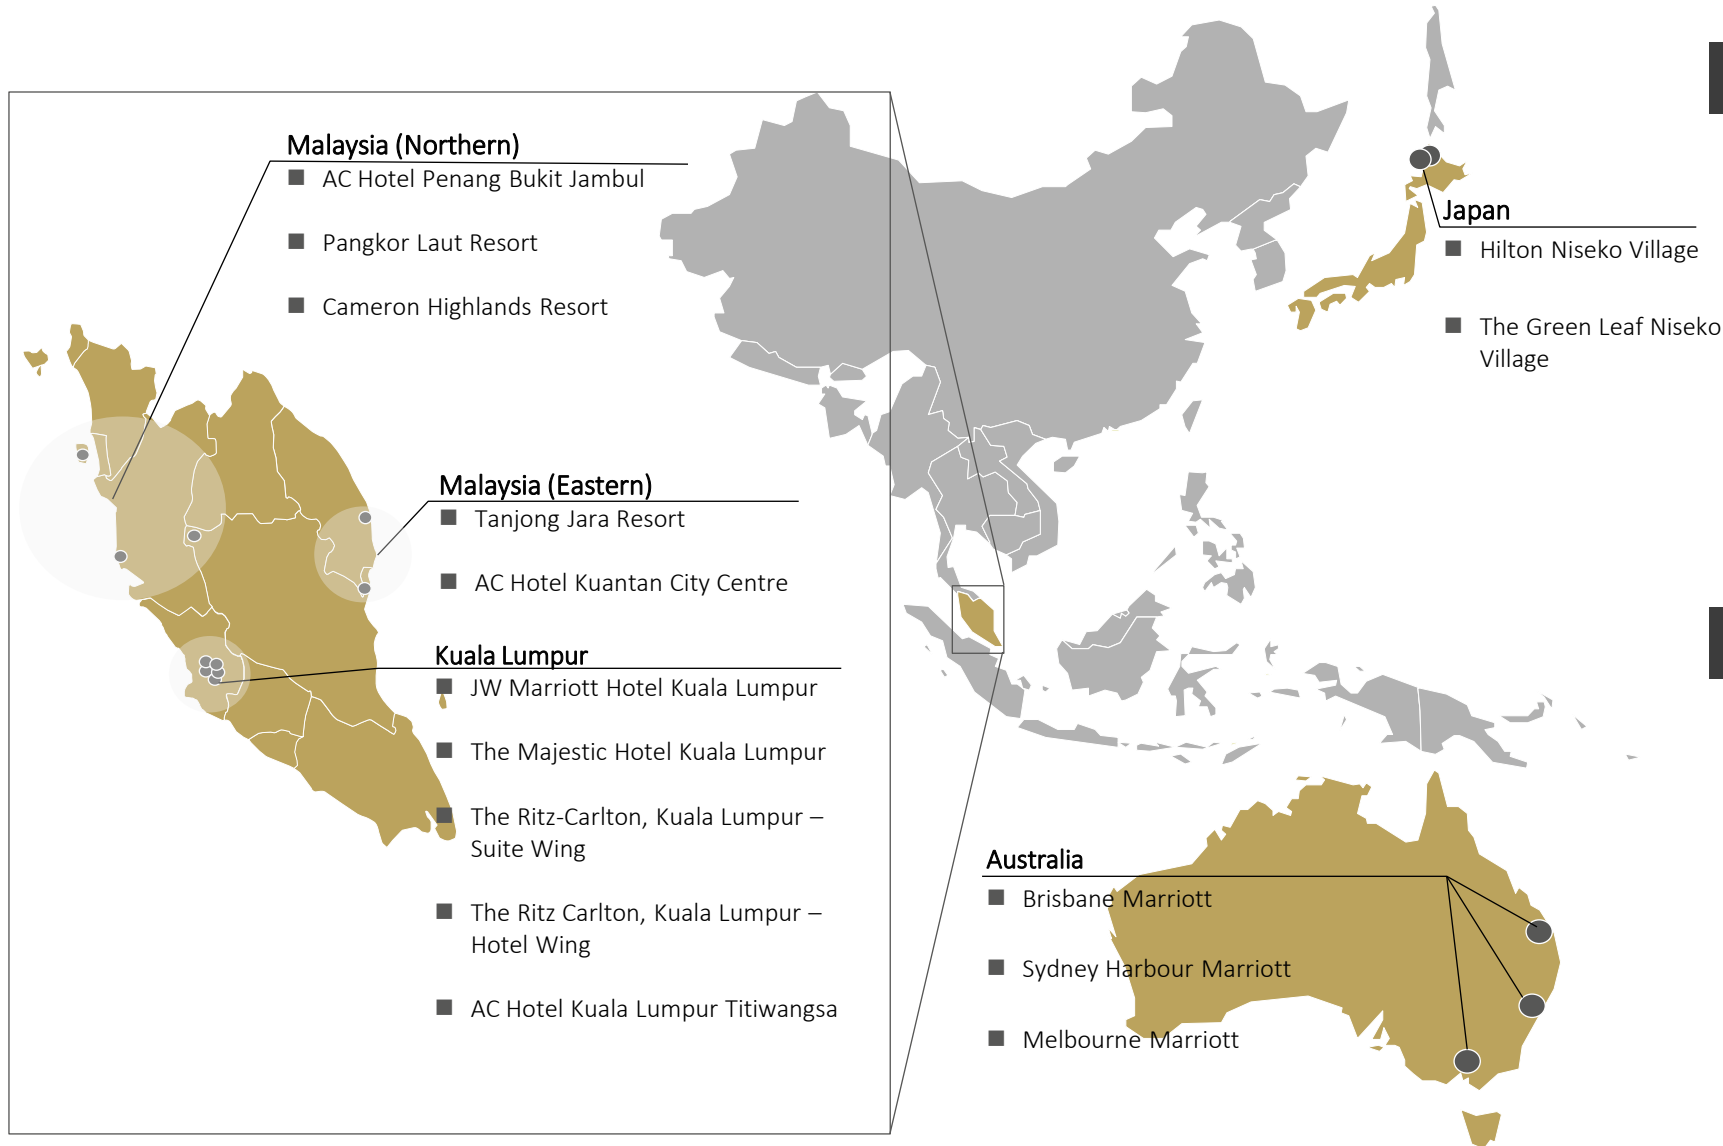 Malaysia (Northern)
AC Hotel Penang Bukit Jambul
Pangkor Laut Resort
Cameron Highlands Resort
Malaysia (Eastern)
Tanjong Jara Resort
AC Hotel Kuantan City Centre
Kuala Lumpur
JW Marriott Hotel Kuala Lumpur
The Majestic Hotel Kuala Lumpur
The Ritz-Carlton, Kuala Lumpur –
Suite Wing
The Ritz Carlton, Kuala Lumpur –
Hotel Wing
AC Hotel Kuala Lumpur Titiwangsa
Japan
Hilton Niseko Village
The Green Leaf Niseko
Village
Australia
Brisbane Marriott
Sydney Harbour Marriott
Melbourne Marriott